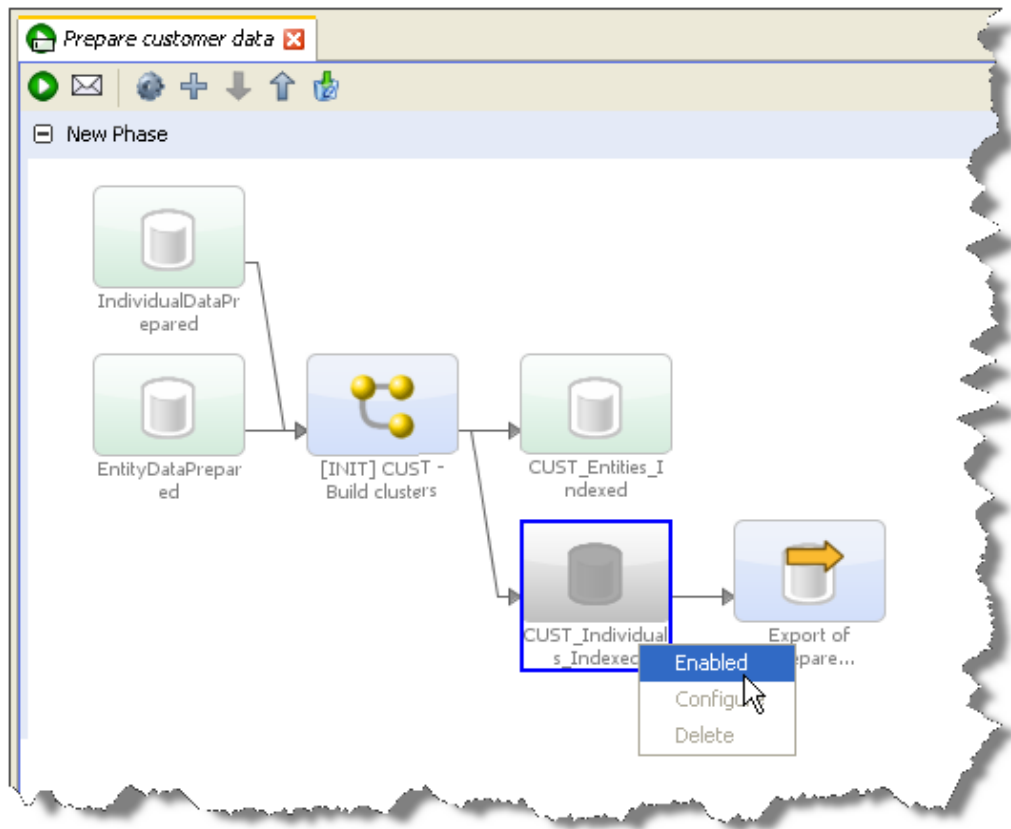 Prepare customer data
New Phase
IndividualDataPr
epared
EntityDataPrepar
ed
[INIT] CUST -
Build clusters
CUST_Entities_I
ndexed
CUST_Individual
s_Indexed
Export of
Enabled
Delete